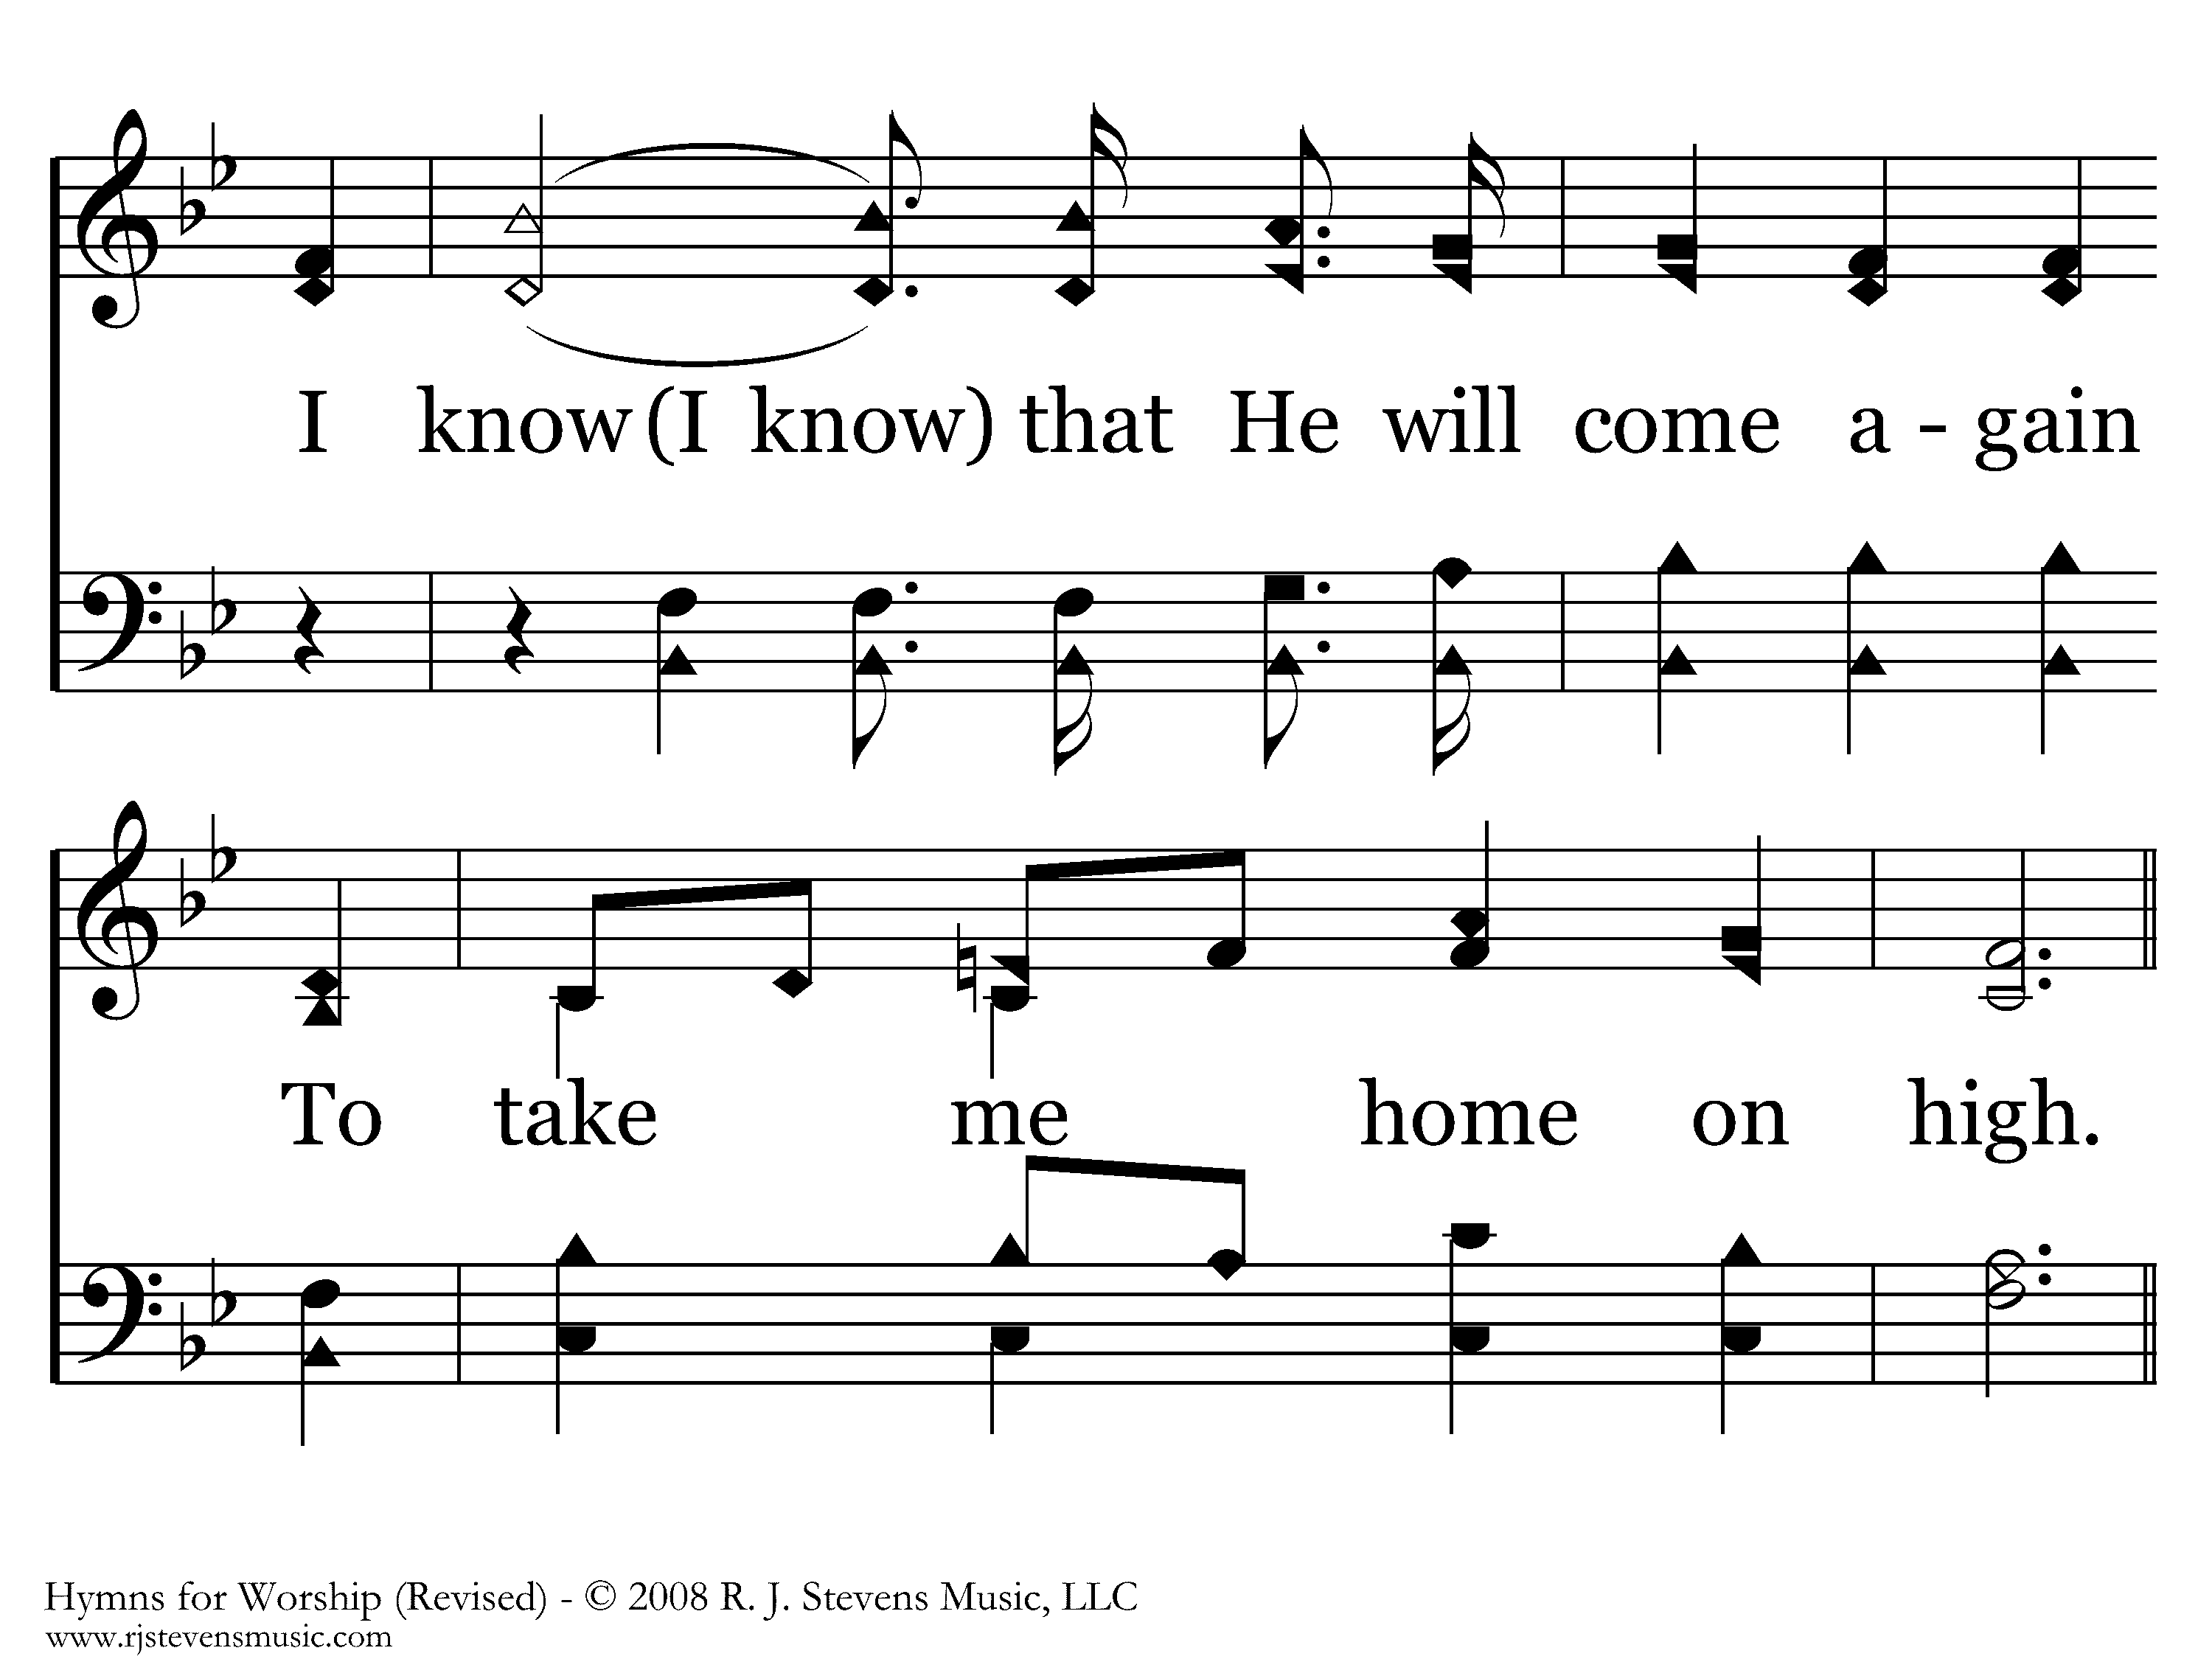 I know (I know) that He will come a - gain
To take me home on high.
Hymns for Worship (Revised) - © 2008 R. J. Stevens Music, LLC
www.rjstevensmusic.com